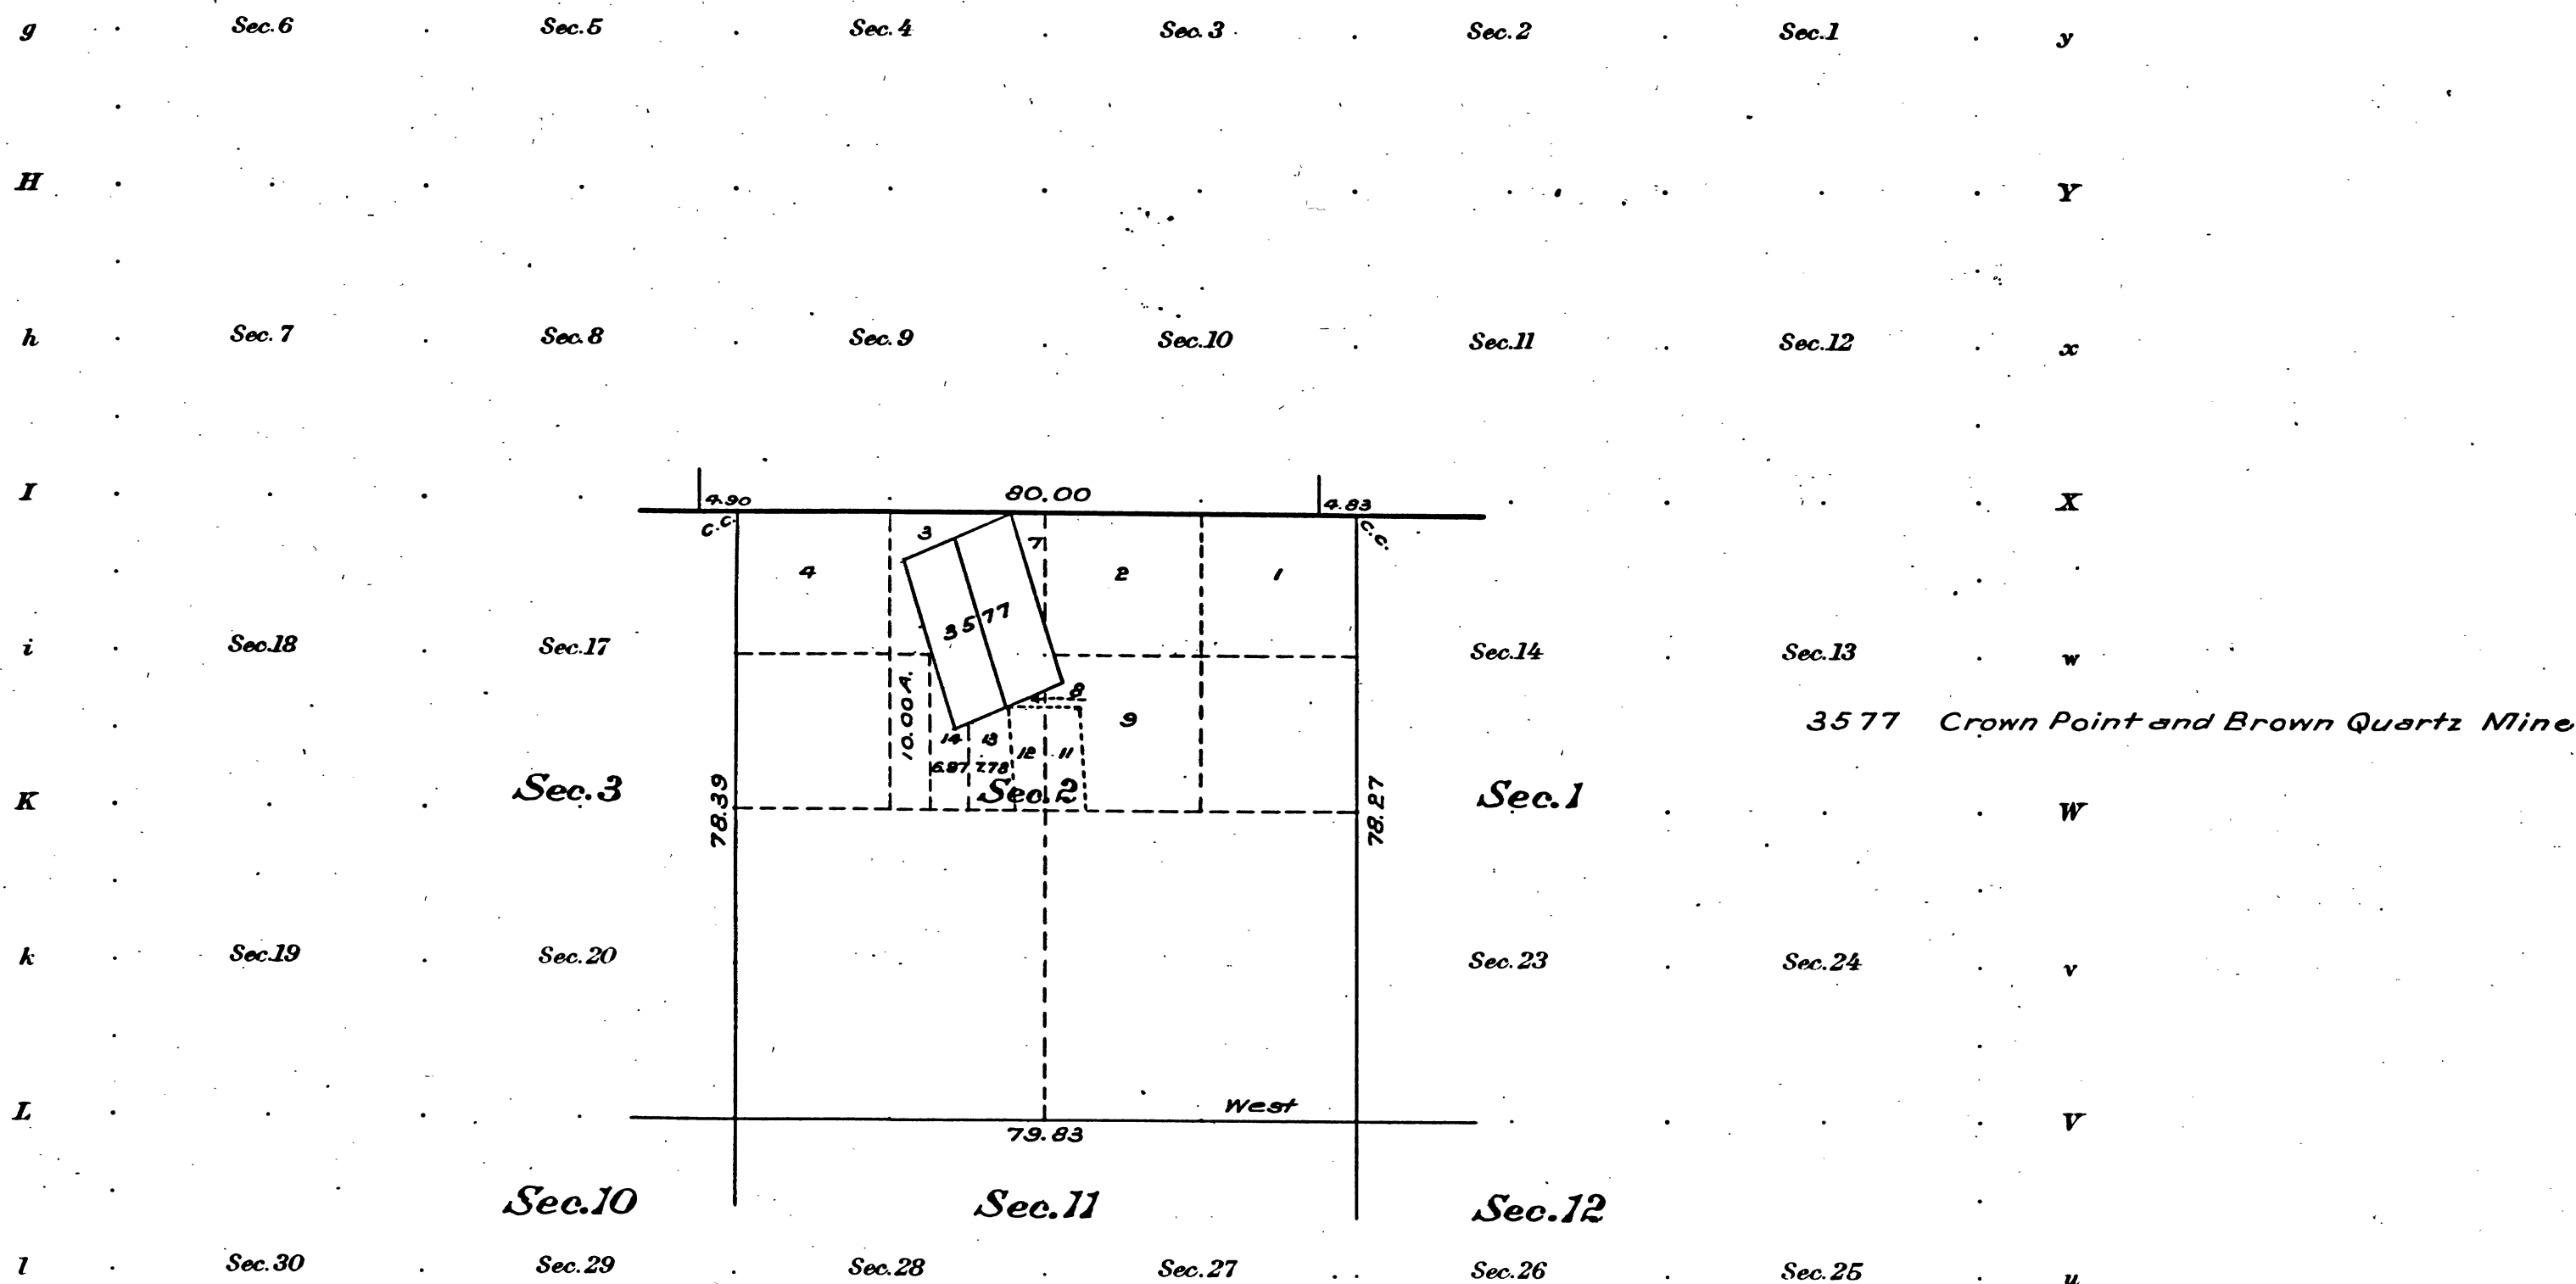 g Sec.6 Sec.5 Sec.4 Sec.3 Sec.2 Sec.1 y
H Y
h Sec.7 Sec.8 Sec.9 Sec.10 Sec.11 Sec.12 x
I X
4.90 80.00 4.83
C.C. C.C.
3 7
4 2 1
3577
i Sec.18 Sec.17 Sec.14 Sec.13 w
10.00 A. 8
9
3577 Crown Point and Brown Quartz Mine
14 13 12 11
6.97 7.78
K Sec.3 Sec.2 Sec.1 W
78.39 78.27
k Sec.19 Sec.20 Sec.23 Sec.24 v
West
L V
79.83
Sec.10 Sec.11 Sec.12
l Sec.30 Sec.29 Sec.28 Sec.27 Sec.26 Sec.25 u